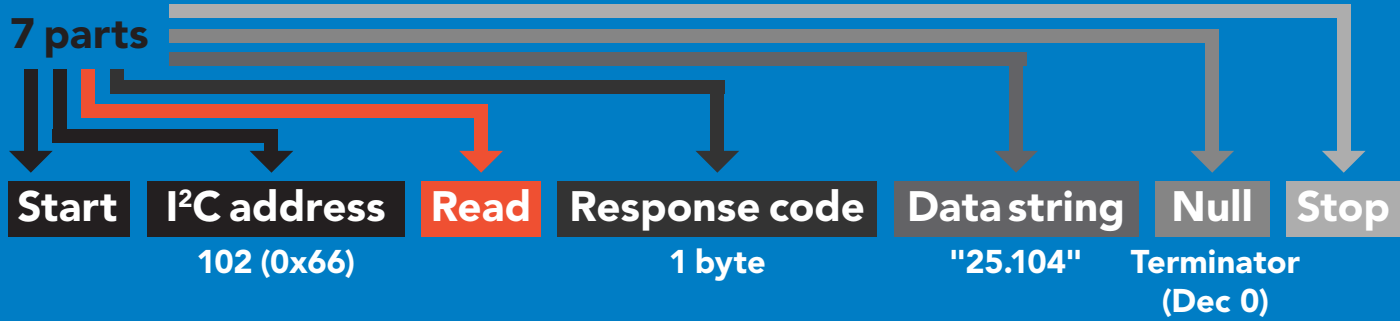 7 parts
Start I²C address Read Response code Data string Null Stop
102 (0x66) 1 byte "25.104" Terminator
(Dec 0)